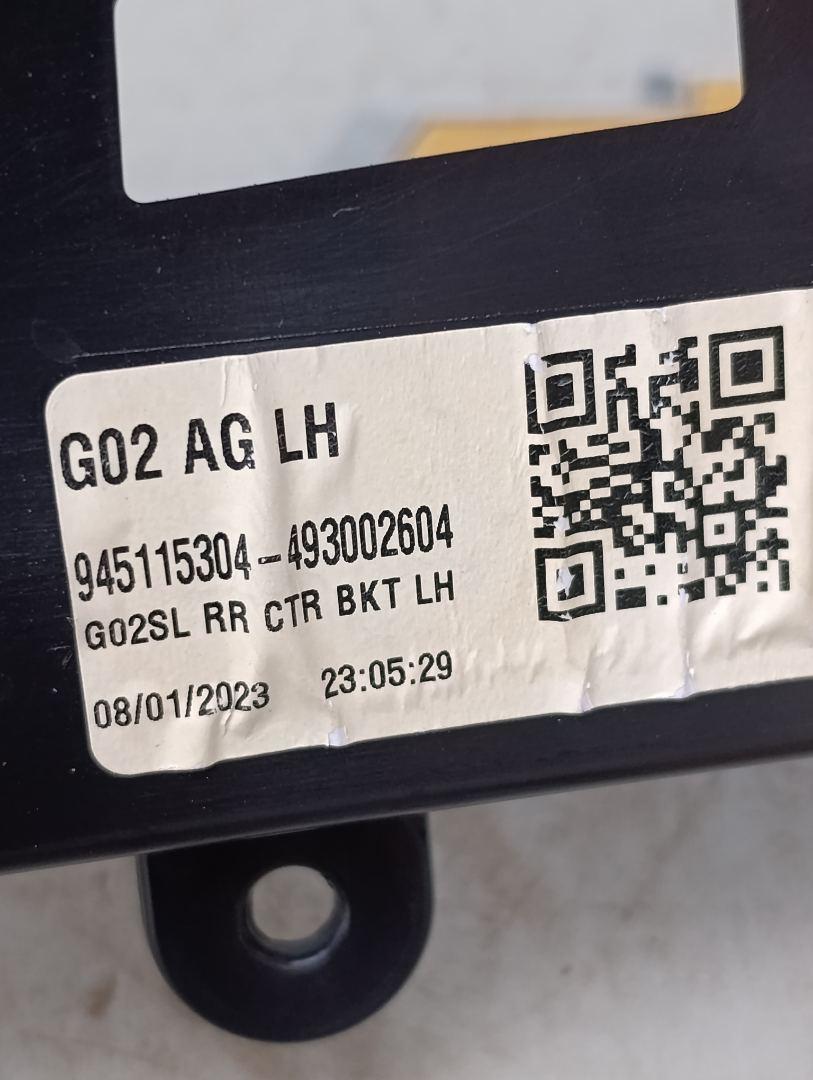 G02 AG LH
945115304-493002604
G02SL RR CTR BKT LH
08/01/2023 23:05:29